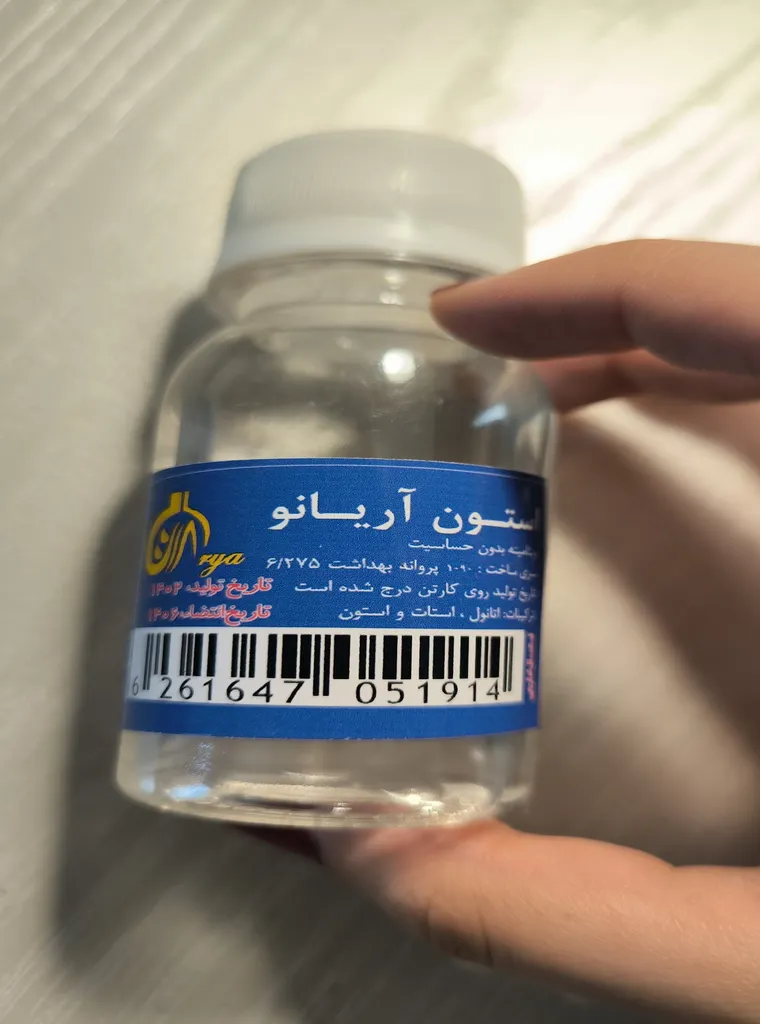 استون آریانو
rya
بدون حساسیت
سری ساخت : ۱۰۹۰ پروانه بهداشت ۶/۲۷۵
تاریخ تولید روی کارتن درج شده است
تاریخ تولید:
ترکیبات: اتانول ، استات و استون
تاریخ انقضاء:۱۴۰۶
6 261647 051914